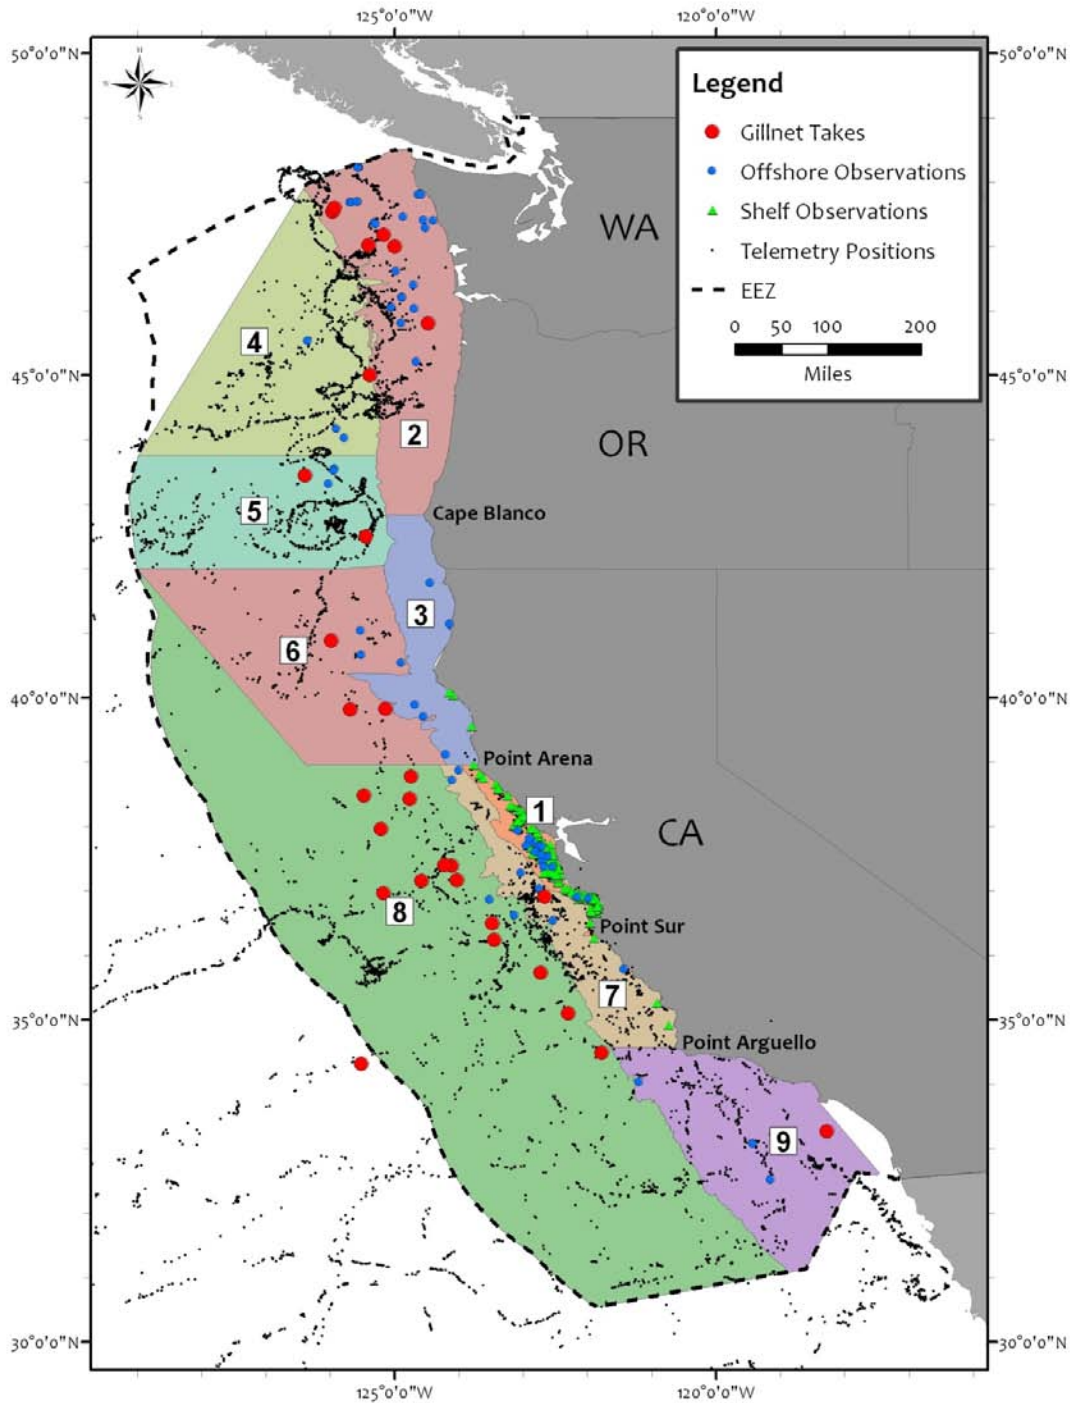 125°0'0"W 120°0'0"W
50°0'0"N 50°0'0"N
N
W E
S
Legend
Gillnet Takes
Offshore Observations
Shelf Observations
Telemetry Positions
EEZ
0 50 100 200
Miles
WA
4
45°0'0"N 45°0'0"N
2
OR
5
Cape Blanco
3
6
40°0'0"N 40°0'0"N
Point Arena
1
CA
8
Point Sur
7
35°0'0"N 35°0'0"N
Point Arguello
9
30°0'0"N 30°0'0"N
125°0'0"W 120°0'0"W